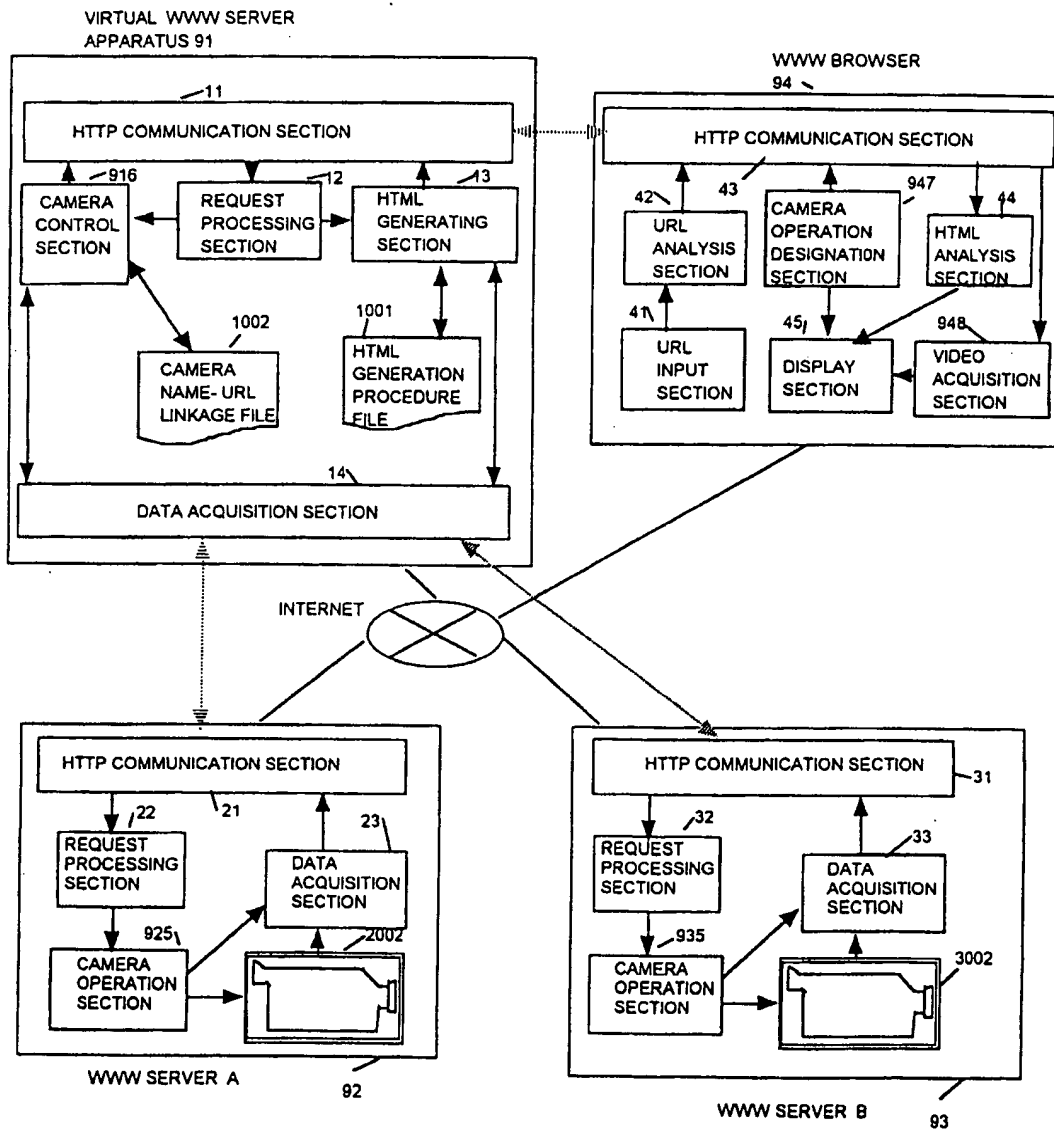 VIRTUAL WWW SERVER
APPARATUS 91
11
HTTP COMMUNICATION SECTION
916
CAMERA
CONTROL
SECTION
12
REQUEST
PROCESSING
SECTION
13
HTML
GENERATING
SECTION
1002
CAMERA
NAME- URL
LINKAGE FILE
1001
HTML
GENERATION
PROCEDURE
FILE
14
DATA ACQUISITION SECTION
WWW BROWSER
94
HTTP COMMUNICATION SECTION
43
42
URL
ANALYSIS
SECTION
947
CAMERA
OPERATION
DESIGNATION
SECTION
44
HTML
ANALYSIS
SECTION
41
URL
INPUT
SECTION
45
DISPLAY
SECTION
948
VIDEO
ACQUISITION
SECTION
INTERNET
HTTP COMMUNICATION SECTION
21
22
REQUEST
PROCESSING
SECTION
23
DATA
ACQUISITION
SECTION
925
CAMERA
OPERATION
SECTION
2002
WWW SERVER A
92
HTTP COMMUNICATION SECTION
31
32
REQUEST
PROCESSING
SECTION
33
DATA
ACQUISITION
SECTION
935
CAMERA
OPERATION
SECTION
3002
WWW SERVER B
93